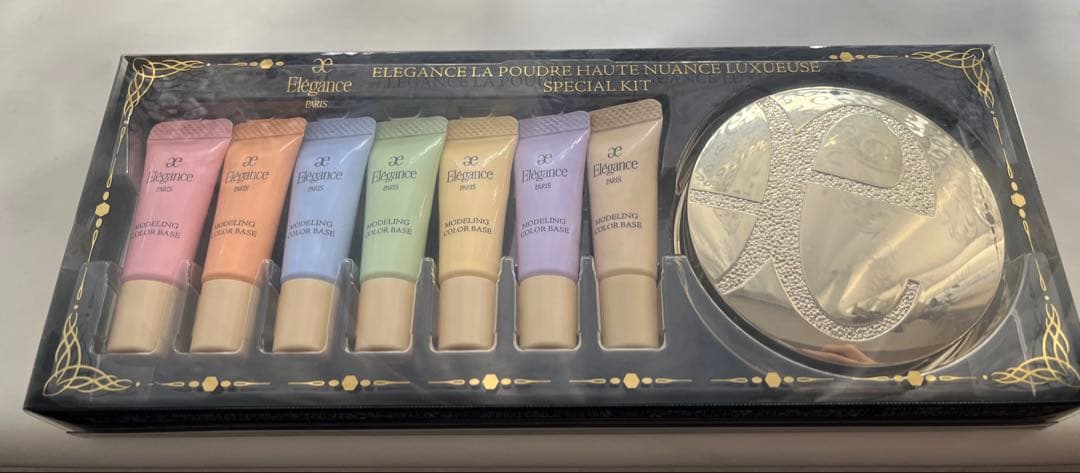 æ
Elégance
PARIS
ELEGANCE LA POUDRE HAUTE NUANCE LUXUEUSE
SPECIAL KIT
æ
Elégance
PARIS
MODELING
COLOR BASE
æ
Elégance
PARIS
MODELING
COLOR BASE
æ
Elégance
PARIS
MODELING
COLOR BASE
æ
Elégance
PARIS
MODELING
COLOR BASE
æ
Elégance
PARIS
MODELING
COLOR BASE
æ
Elégance
PARIS
MODELING
COLOR BASE
æ
Elégance
PARIS
MODELING
COLOR BASE
æ